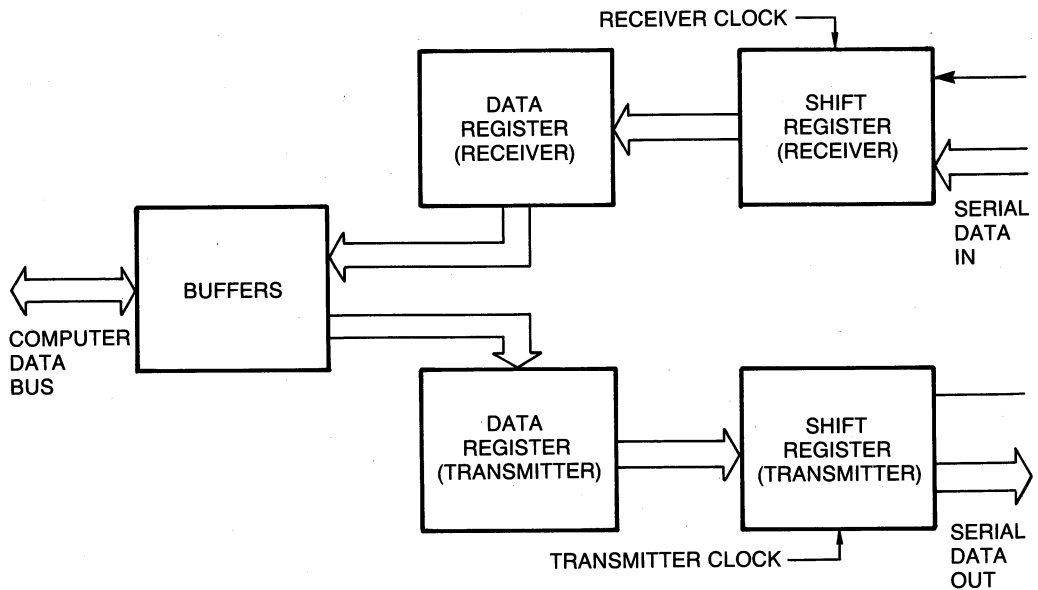 RECEIVER CLOCK
DATA
REGISTER
(RECEIVER)
SHIFT
REGISTER
(RECEIVER)
SERIAL
DATA
IN
BUFFERS
COMPUTER
DATA
BUS
DATA
REGISTER
(TRANSMITTER)
SHIFT
REGISTER
(TRANSMITTER)
TRANSMITTER CLOCK
SERIAL
DATA
OUT